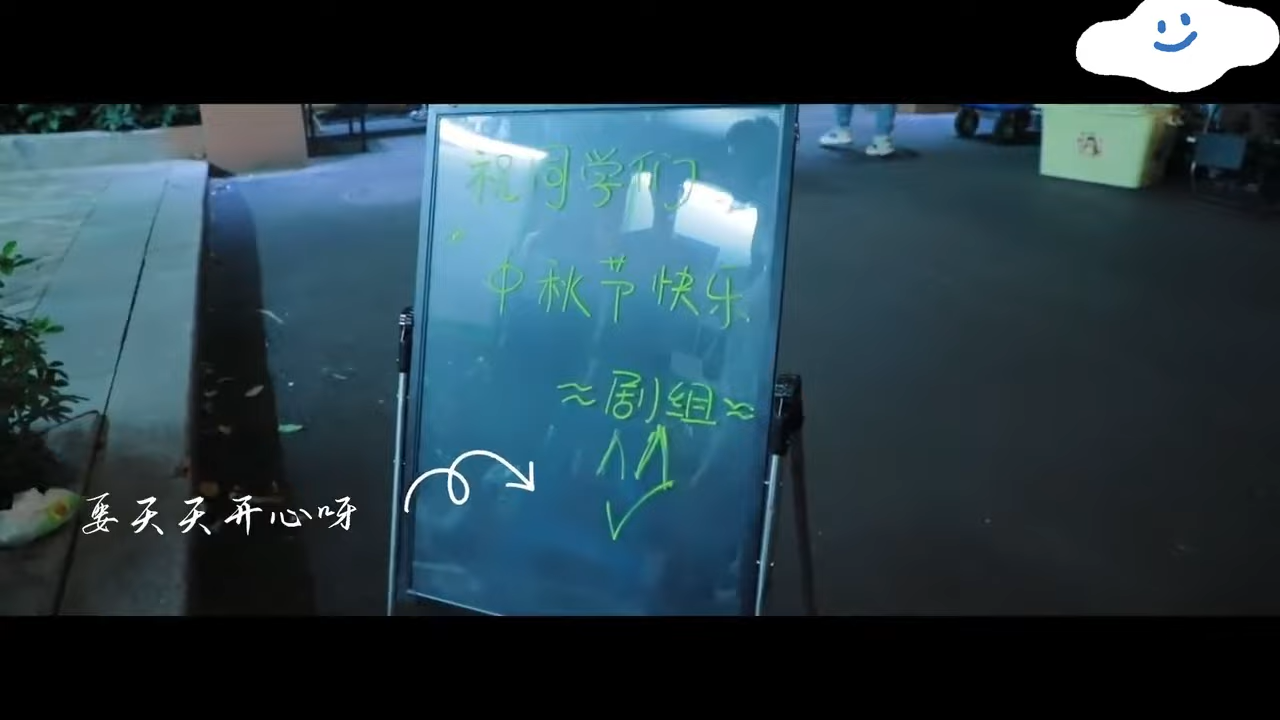 祝同学们
中秋节快乐
≈剧组≈
要天天开心呀